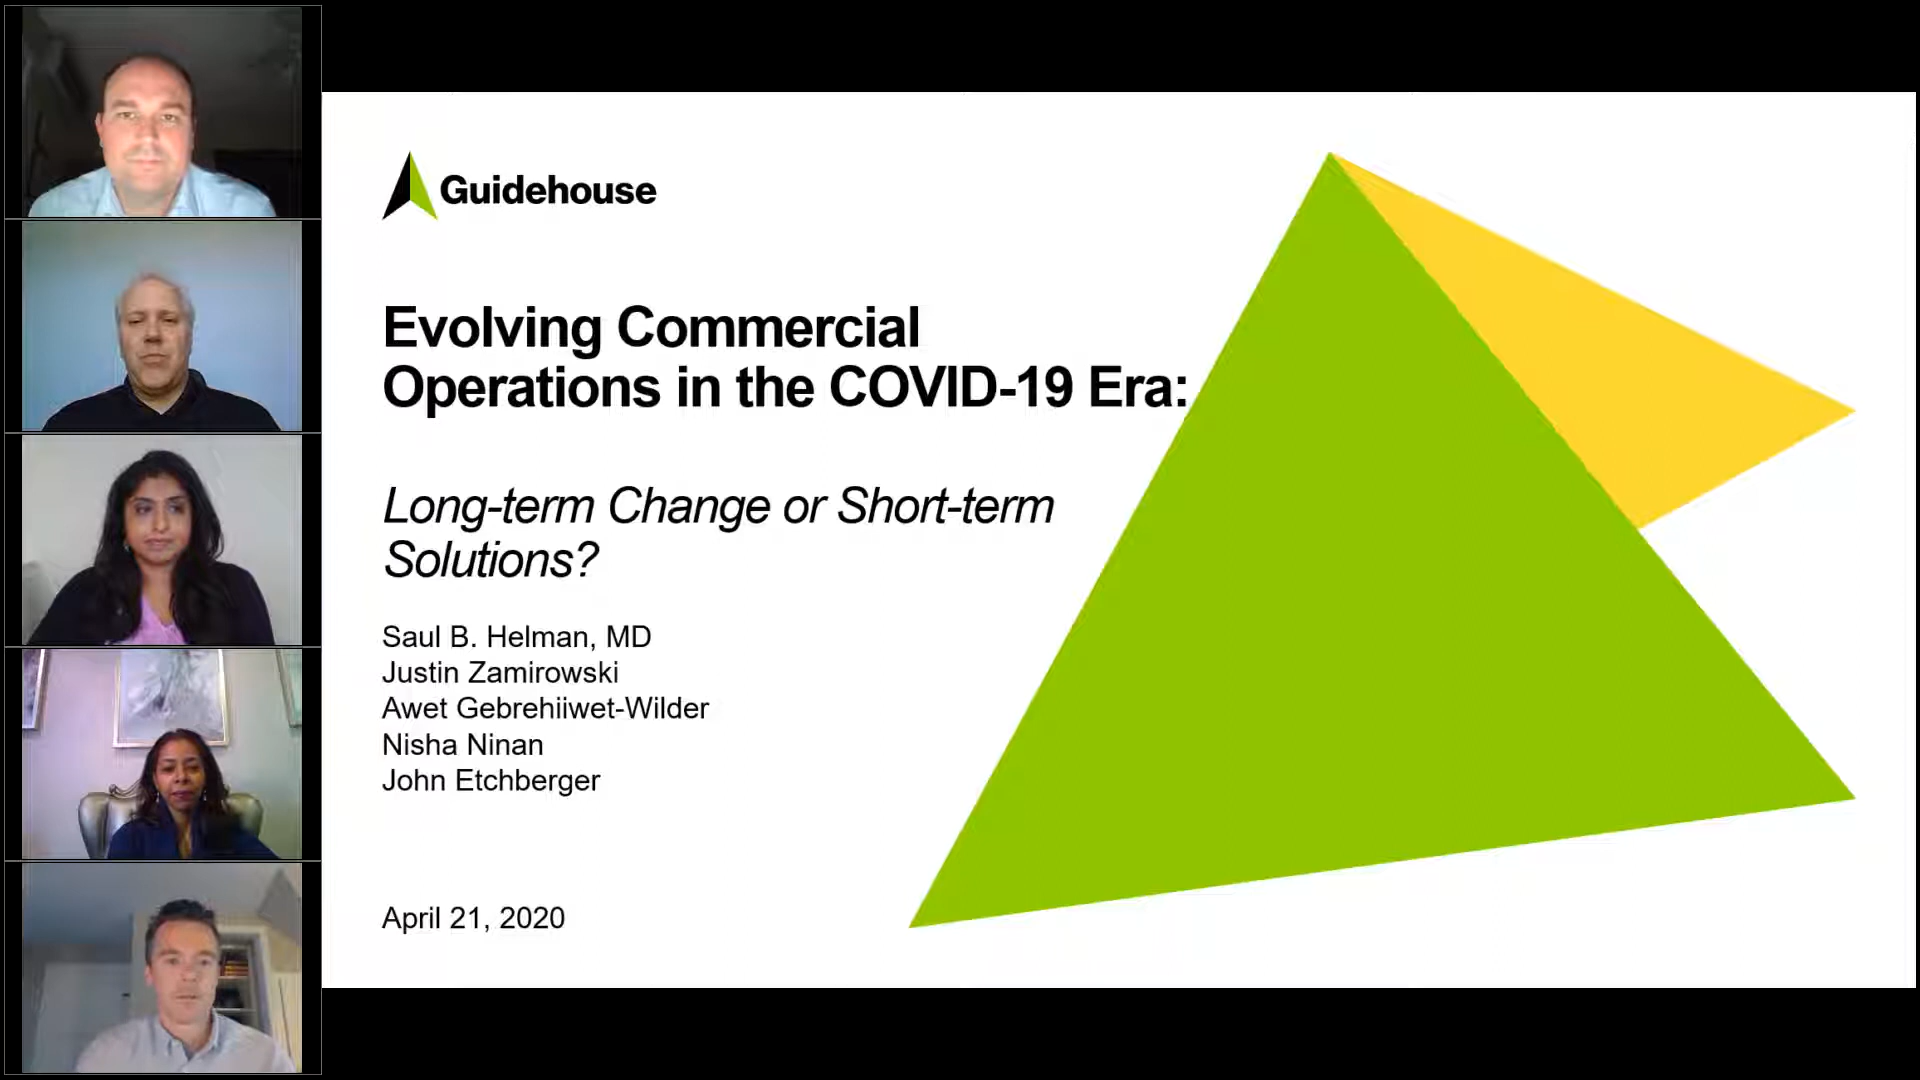 Guidehouse
Evolving Commercial
Operations in the COVID-19 Era:
Long-term Change or Short-term
Solutions?
Saul B. Helman, MD
Justin Zamirowski
Awet Gebrehiiwet-Wilder
Nisha Ninan
John Etchberger
April 21, 2020